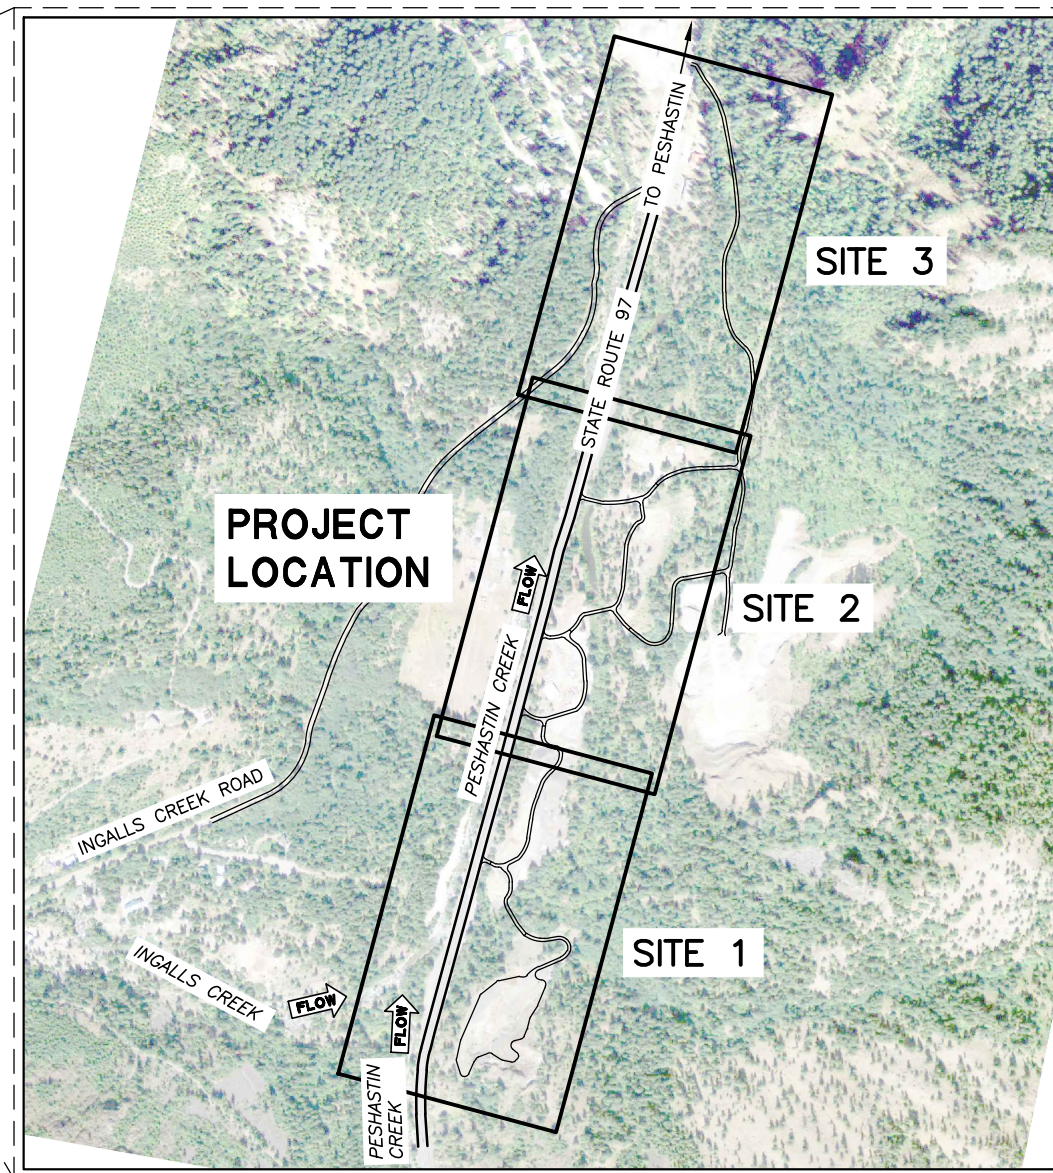 TO PESHASTIN
SITE 3
STATE ROUTE 97
PROJECT
LOCATION
FLOW
SITE 2
PESHASTIN CREEK
INGALLS CREEK ROAD
SITE 1
INGALLS CREEK
FLOW
FLOW
PESHASTIN
CREEK